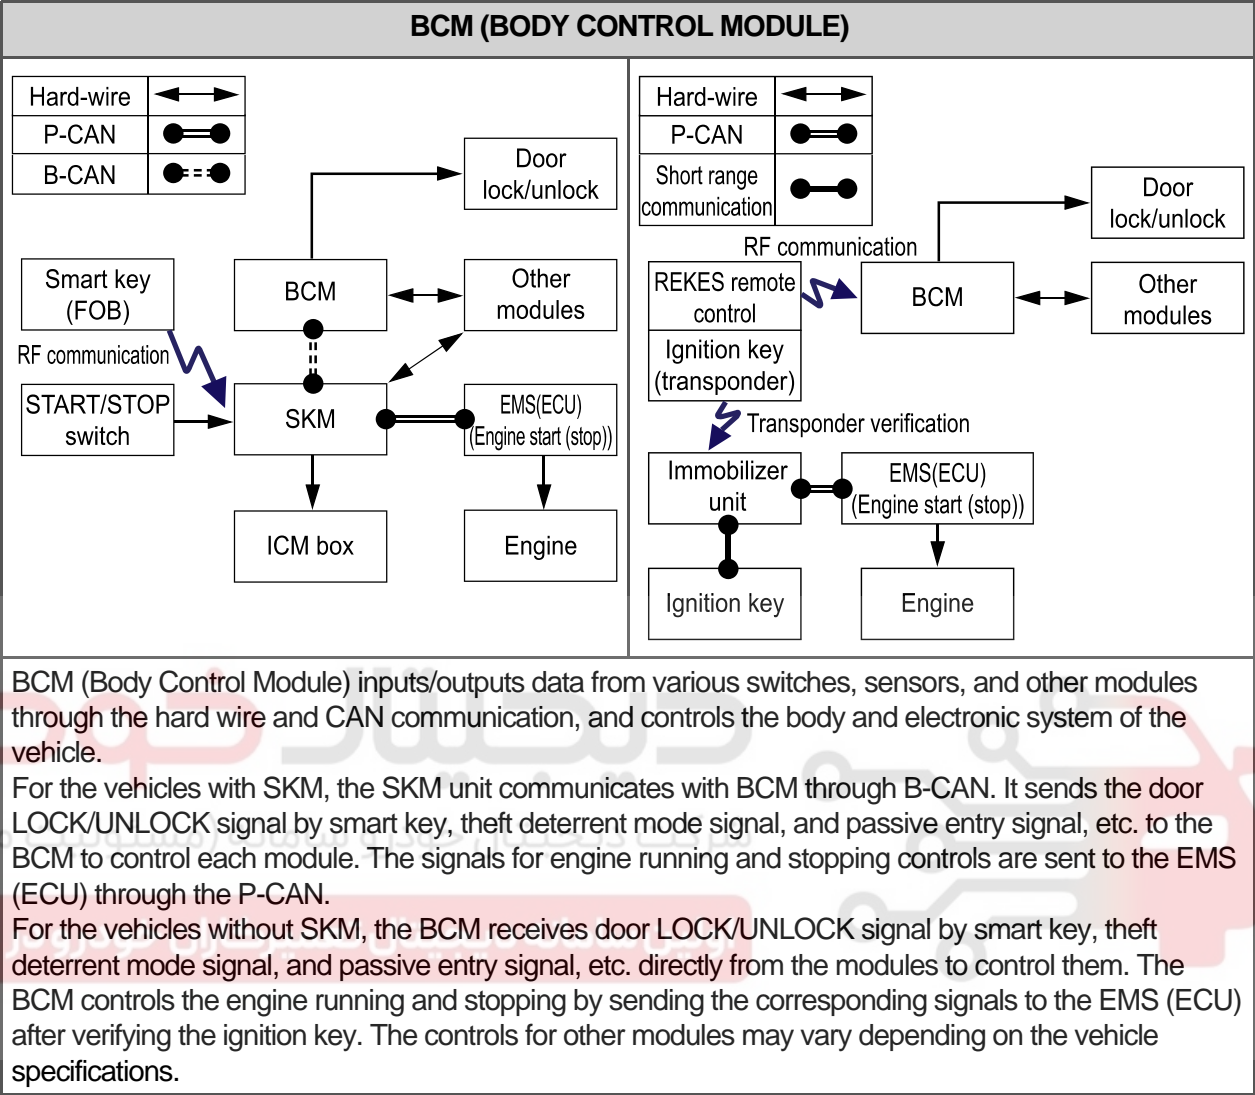 BCM (BODY CONTROL MODULE)
Hard-wire
P-CAN
B-CAN
Door
lock/unlock
Smart key
(FOB)
BCM
Other
modules
RF communication
START/STOP
switch
SKM
EMS(ECU)
(Engine start (stop))
ICM box
Engine
Hard-wire
P-CAN
Short range
communication
Door
lock/unlock
RF communication
REKES remote
control
BCM
Other
modules
Ignition key
(transponder)
Transponder verification
Immobilizer
unit
EMS(ECU)
(Engine start (stop))
Ignition key
Engine
BCM (Body Control Module) inputs/outputs data from various switches, sensors, and other modules
through the hard wire and CAN communication, and controls the body and electronic system of the
vehicle.
For the vehicles with SKM, the SKM unit communicates with BCM through B-CAN. It sends the door
LOCK/UNLOCK signal by smart key, theft deterrent mode signal, and passive entry signal, etc. to the
BCM to control each module. The signals for engine running and stopping controls are sent to the EMS
(ECU) through the P-CAN.
For the vehicles without SKM, the BCM receives door LOCK/UNLOCK signal by smart key, theft
deterrent mode signal, and passive entry signal, etc. directly from the modules to control them. The
BCM controls the engine running and stopping by sending the corresponding signals to the EMS (ECU)
after verifying the ignition key. The controls for other modules may vary depending on the vehicle
specifications.
دیجیتال خودرو